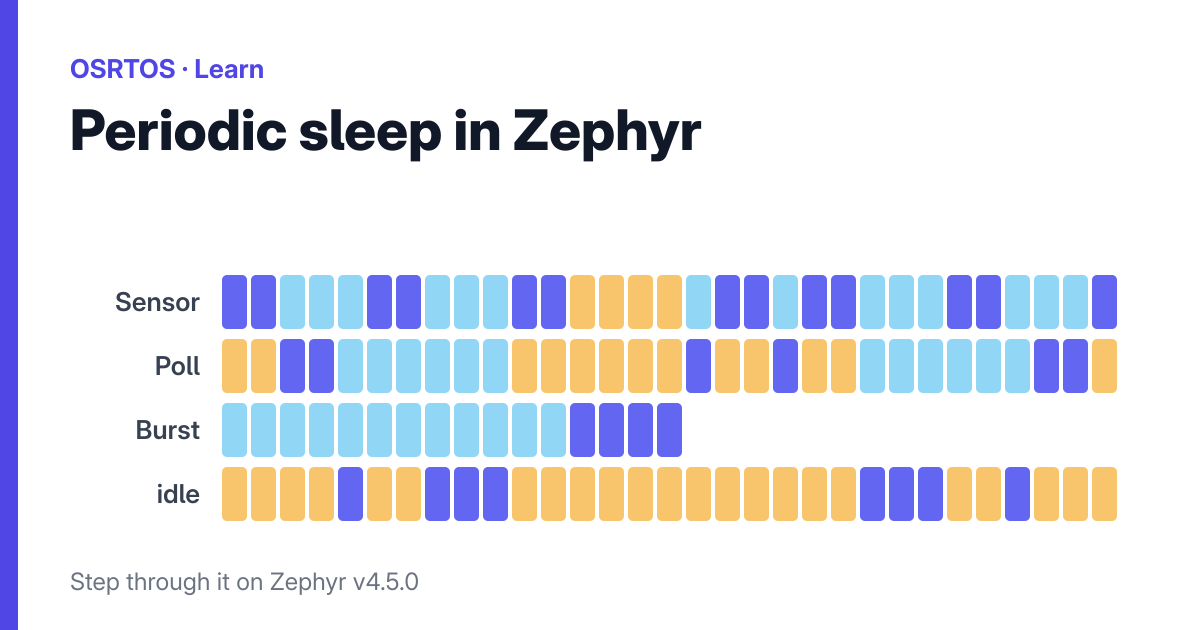 OSRTOS · Learn
Periodic sleep in Zephyr
Sensor
Poll
Burst
idle
Step through it on Zephyr v4.5.0